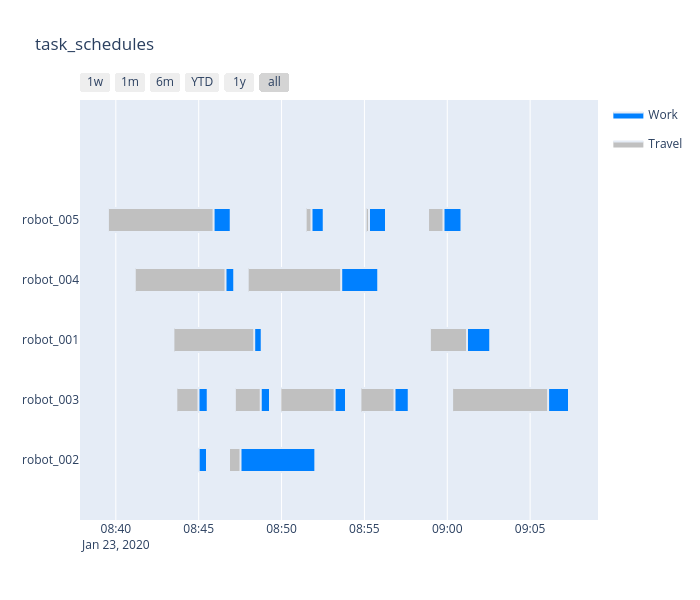 task_schedules
1w 1m 6m YTD 1y all
Work
Travel
robot_005
robot_004
robot_001
robot_003
robot_002
08:40 08:45 08:50 08:55 09:00 09:05
Jan 23, 2020